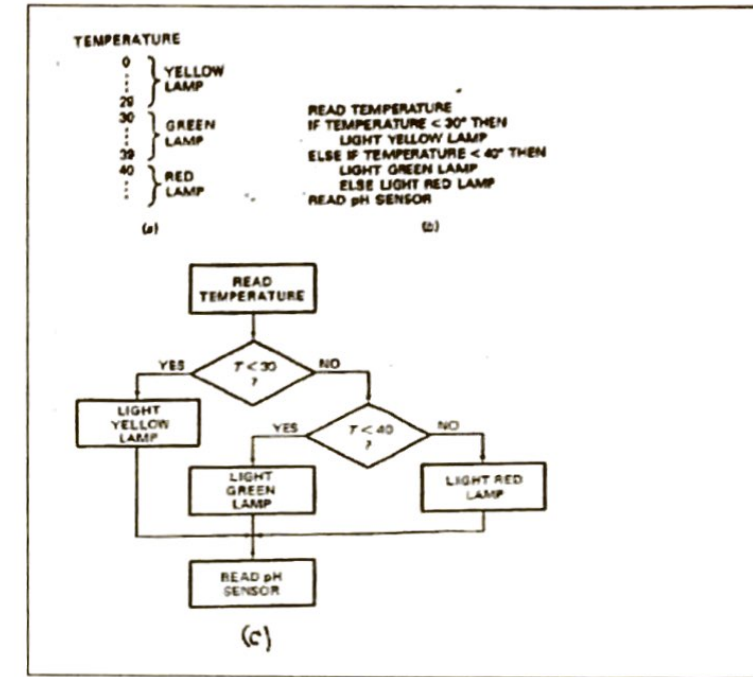 TEMPERATURE
0
YELLOW
LAMP
29
30
GREEN
LAMP
39
40
RED
LAMP
(a)
READ TEMPERATURE
IF TEMPERATURE < 30° THEN
LIGHT YELLOW LAMP
ELSE IF TEMPERATURE < 40° THEN
LIGHT GREEN LAMP
ELSE LIGHT RED LAMP
READ pH SENSOR
(b)
READ
TEMPERATURE
YES
T < 30
?
NO
LIGHT
YELLOW
LAMP
YES
T < 40
?
NO
LIGHT
GREEN
LAMP
LIGHT RED
LAMP
READ pH
SENSOR
(c)